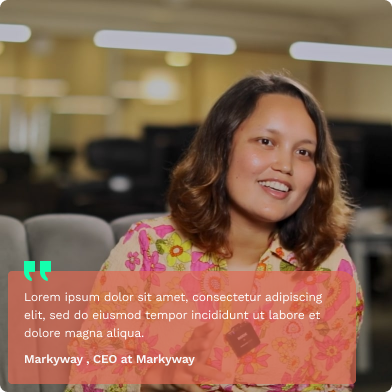 Lorem ipsum dolor sit amet, consectetur adipiscing
elit, sed do eiusmod tempor incididunt ut labore et
dolore magna aliqua.
Markyway , CEO at Markyway